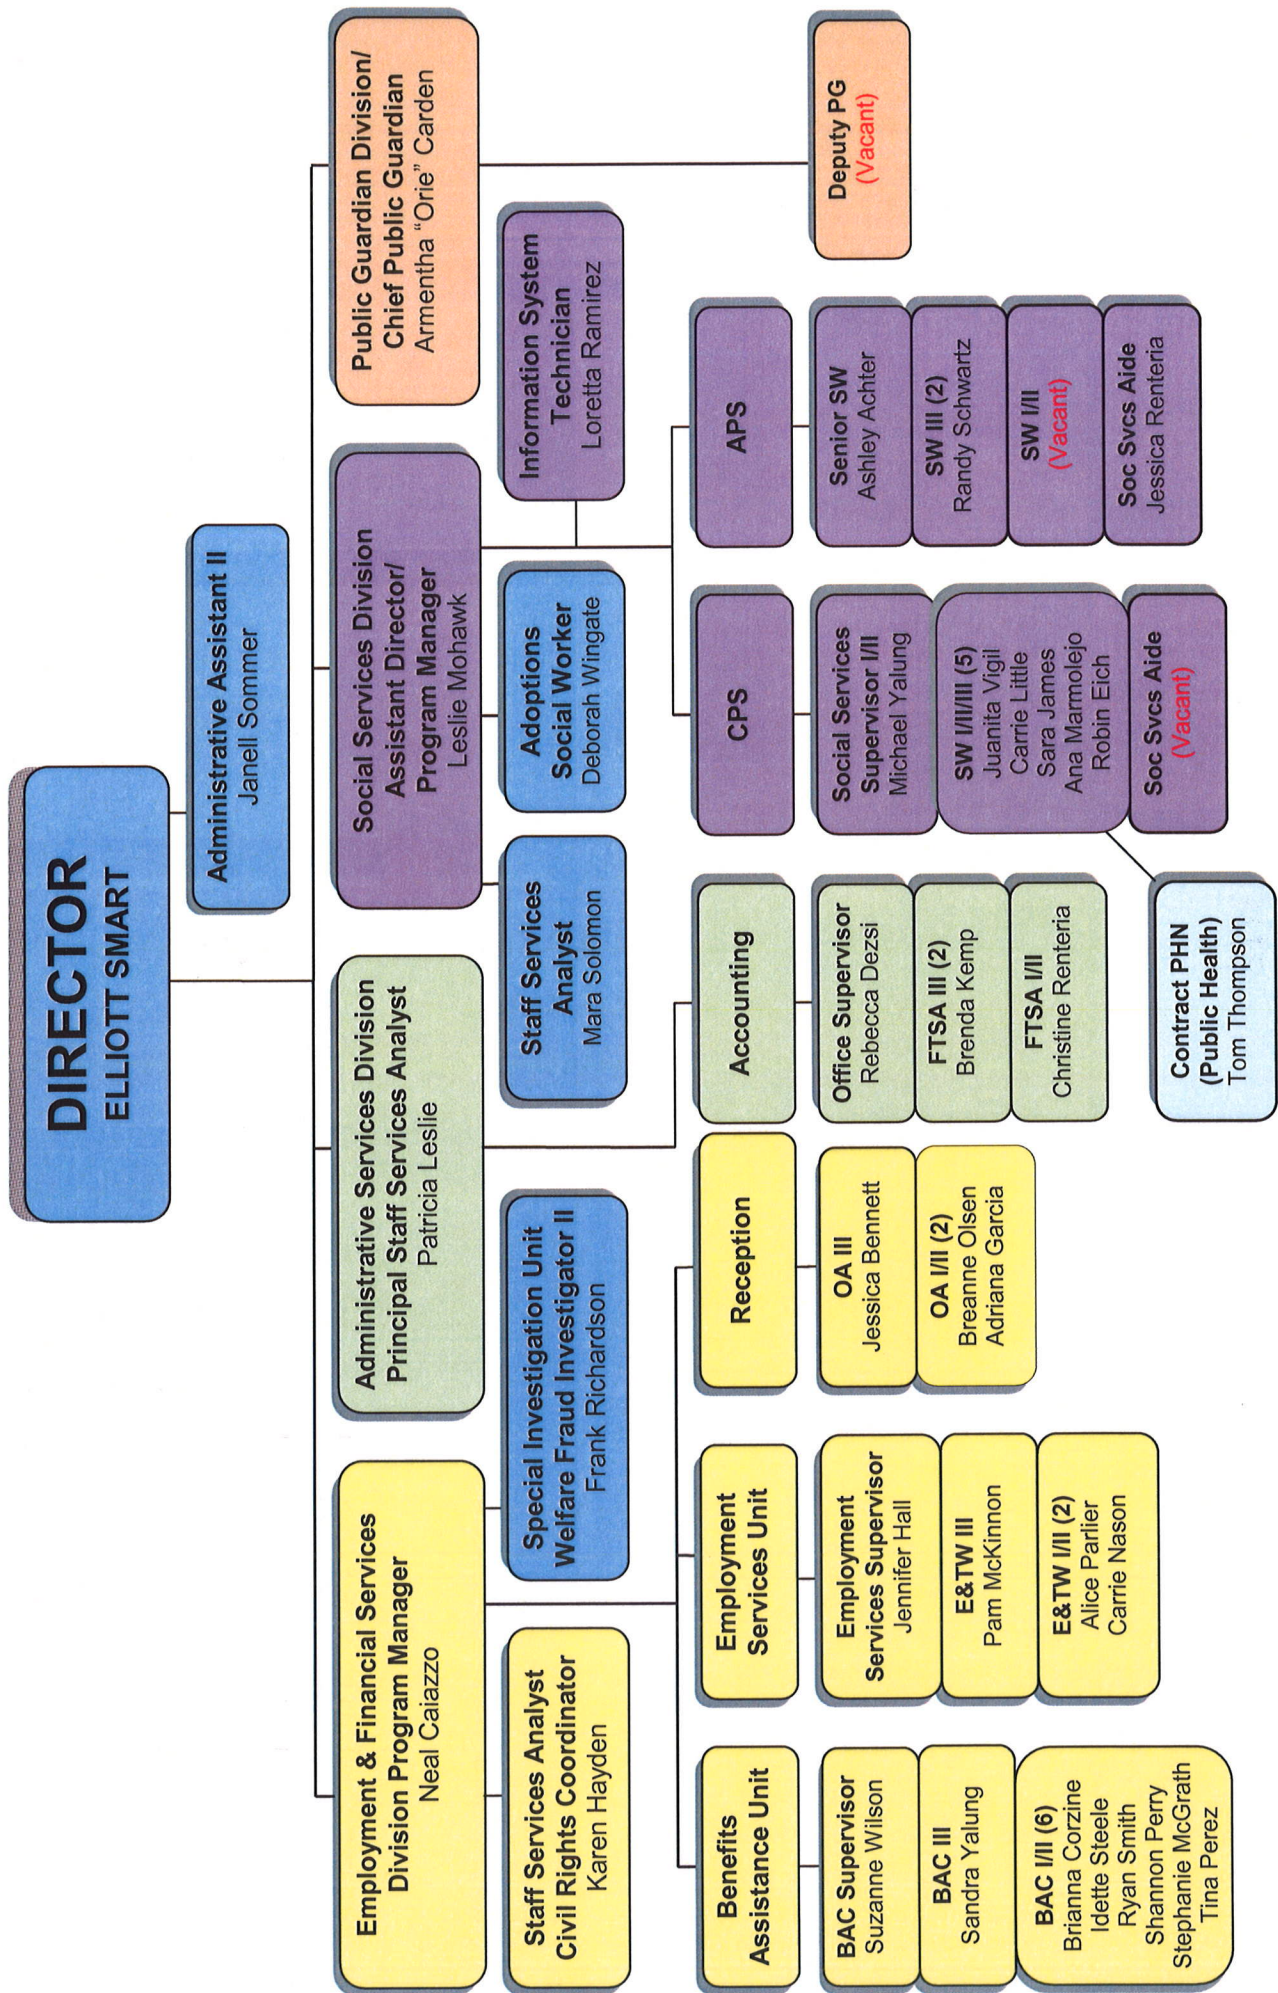 DIRECTOR
ELLIOTT SMART
Administrative Assistant II
Janell Sommer
Employment & Financial Services
Division Program Manager
Neal Caiazzo
Administrative Services Division
Principal Staff Services Analyst
Patricia Leslie
Social Services Division
Assistant Director/
Program Manager
Leslie Mohawk
Public Guardian Division/
Chief Public Guardian
Armentha “Orie” Carden
Staff Services Analyst
Civil Rights Coordinator
Karen Hayden
Special Investigation Unit
Welfare Fraud Investigator II
Frank Richardson
Staff Services
Analyst
Mara Solomon
Adoptions
Social Worker
Deborah Wingate
Information System
Technician
Loretta Ramirez
Benefits
Assistance Unit
BAC Supervisor
Suzanne Wilson
BAC III
Sandra Yalung
BAC I/II (6)
Brianna Corzine
Idette Steele
Ryan Smith
Shannon Perry
Stephanie McGrath
Tina Perez
Employment
Services Unit
Employment
Services Supervisor
Jennifer Hall
E&TW III
Pam McKinnon
E&TW I/II (2)
Alice Parlier
Carrie Nason
Reception
OA III
Jessica Bennett
OA I/II (2)
Breanne Olsen
Adriana Garcia
Accounting
Office Supervisor
Rebecca Dezsi
FTSA III (2)
Brenda Kemp
FTSA I/II
Christine Renteria
Contract PHN
(Public Health)
Tom Thompson
CPS
Social Services
Supervisor I/II
Michael Yalung
SW I/II/III (5)
Juanita Vigil
Carrie Little
Sara James
Ana Marmolejo
Robin Eich
Soc Svcs Aide
(Vacant)
APS
Senior SW
Ashley Achter
SW III (2)
Randy Schwartz
SW I/II
(Vacant)
Soc Svcs Aide
Jessica Renteria
Deputy PG
(Vacant)